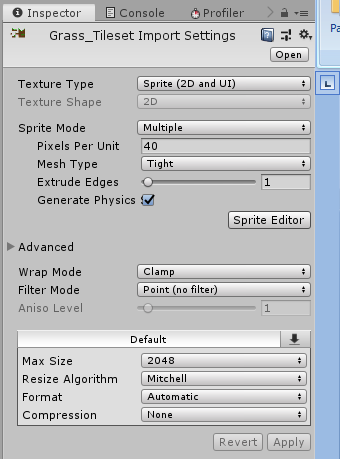 Inspector Console Profiler
Grass_Tileset Import Settings
Open
Texture Type Sprite (2D and UI)
Texture Shape 2D
Sprite Mode Multiple
Pixels Per Unit 40
Mesh Type Tight
Extrude Edges 1
Generate Physics
Sprite Editor
Advanced
Wrap Mode Clamp
Filter Mode Point (no filter)
Aniso Level 1
Default
Max Size 2048
Resize Algorithm Mitchell
Format Automatic
Compression None
Revert Apply
Pa